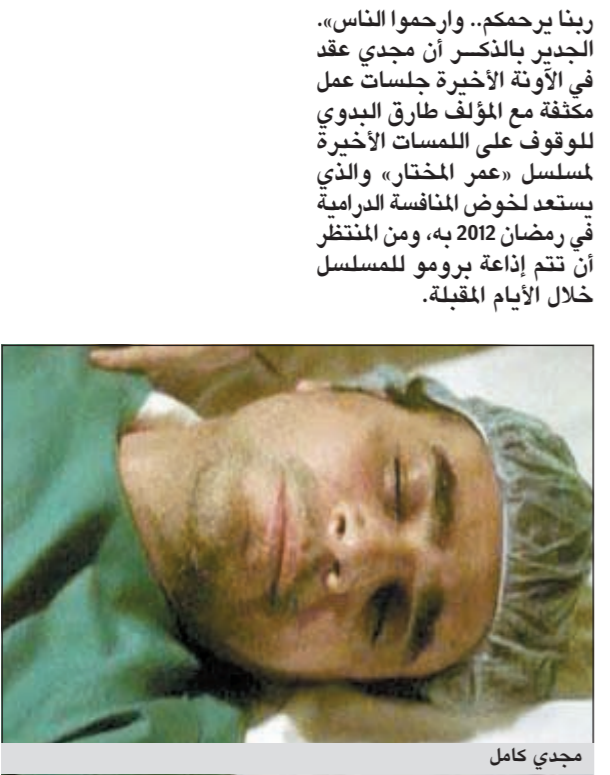 ربنا يرحمكم.. وارحموا الناس».
الجدير بالذكـــر أن مجدي عقد
في الآونة الأخيرة جلسات عمل
مكثفة مع المؤلف طارق البدوي
للوقوف على اللمسات الأخيرة
لمسلسل «عمر المختار» والذي
يستعد لخوض المنافسة الدرامية
في رمضان 2012 به، ومن المنتظر
أن تتم إذاعة برومو للمسلسل
خلال الأيام المقبلة.
مجدي كامل